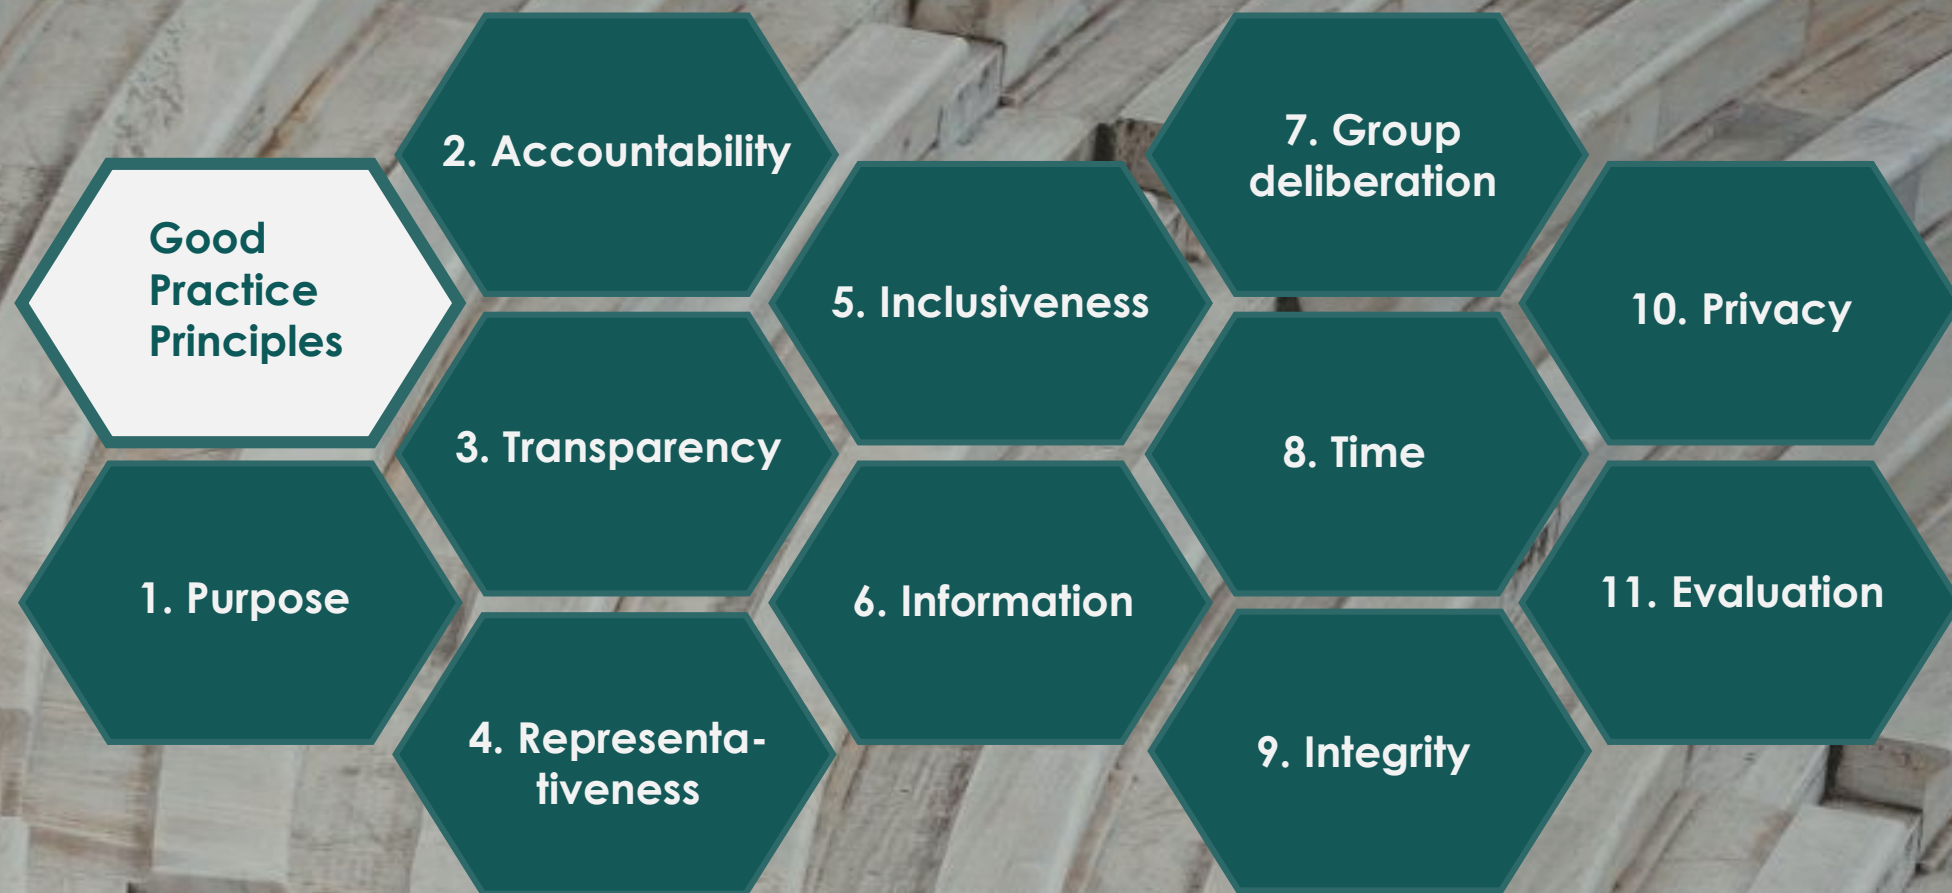 Good
Practice
Principles
1. Purpose
2. Accountability
3. Transparency
4. Representa-
tiveness
5. Inclusiveness
6. Information
7. Group
deliberation
8. Time
9. Integrity
10. Privacy
11. Evaluation